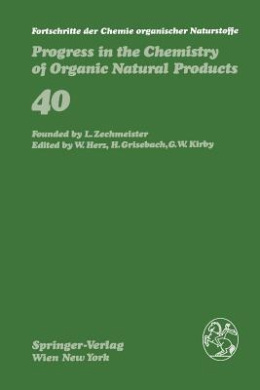 Fortschritte der Chemie organischer Naturstoffe
Progress in the Chemistry
of Organic Natural Products
40
Founded by L. Zechmeister
Edited by W. Herz, H. Grisebach, G. W. Kirby
Springer-Verlag
Wien New York